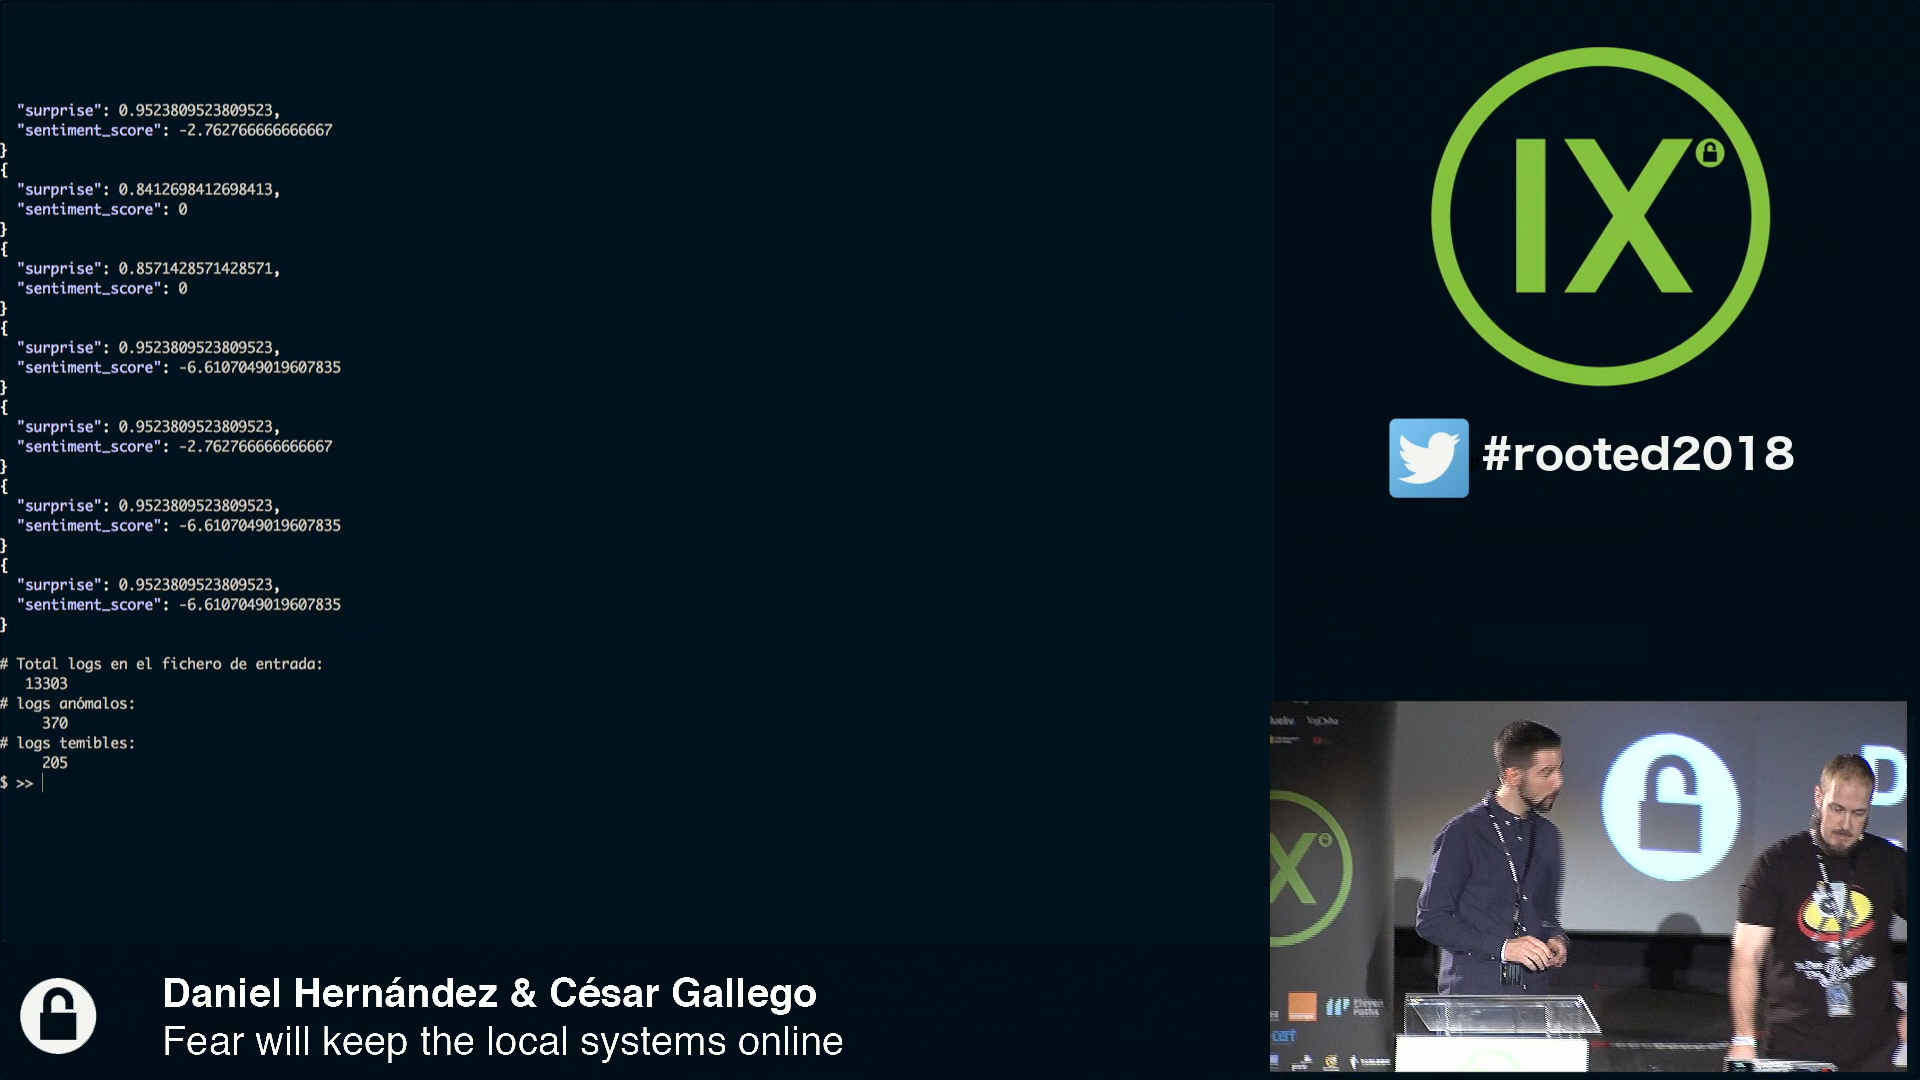 "surprise": 0.9523809523809523,
"sentiment_score": -2.762766666666667
}
{
"surprise": 0.8412698412698413,
"sentiment_score": 0
}
{
"surprise": 0.8571428571428571,
"sentiment_score": 0
}
{
"surprise": 0.9523809523809523,
"sentiment_score": -6.6107049019607835
}
{
"surprise": 0.9523809523809523,
"sentiment_score": -2.762766666666667
}
{
"surprise": 0.9523809523809523,
"sentiment_score": -6.6107049019607835
}
{
"surprise": 0.9523809523809523,
"sentiment_score": -6.6107049019607835
}
# Total logs en el fichero de entrada:
13303
# logs anómalos:
370
# logs temibles:
205
$ >>
IX
#rooted2018
Daniel Hernández & César Gallego
Fear will keep the local systems online